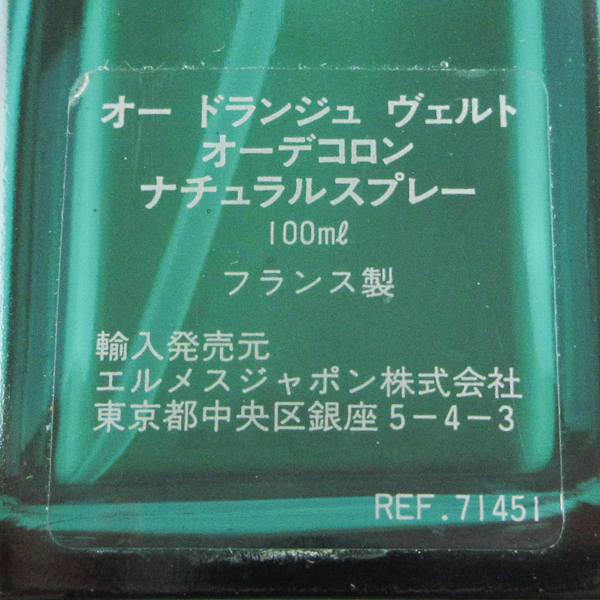 オー ドランジュ ヴェルト
オーデコロン
ナチュラルスプレー
100mℓ
フランス製
輸入発売元
エルメスジャポン株式会社
東京都中央区銀座5-4-3
REF.71451